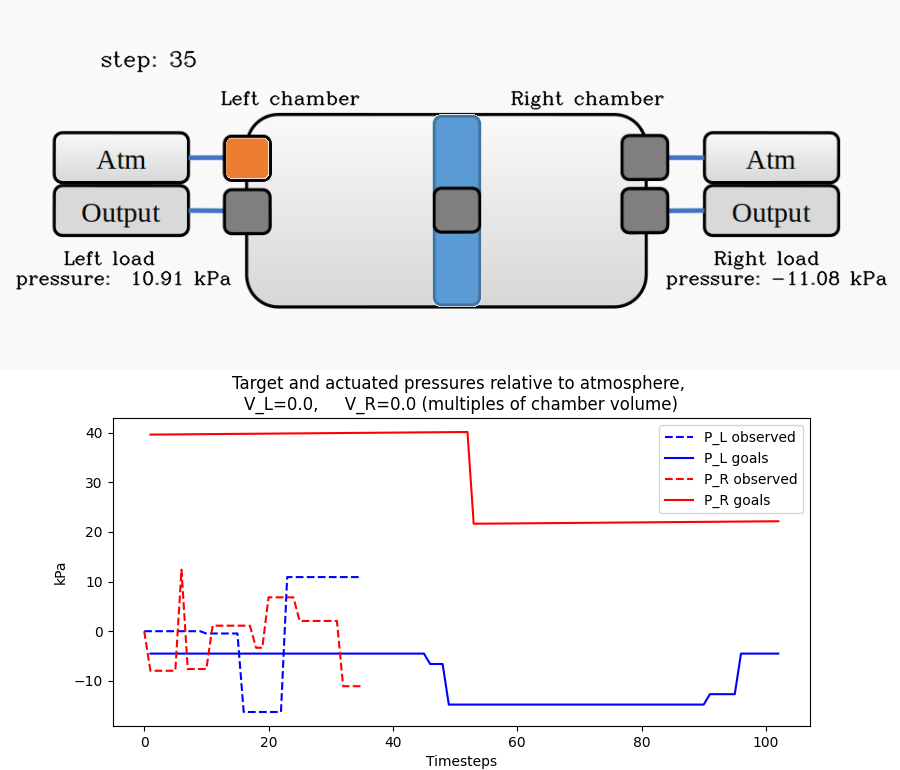 step: 35
Left chamber
Right chamber
Atm
Atm
Output
Output
Left load
pressure: 10.91 kPa
Right load
pressure: −11.08 kPa
Target and actuated pressures relative to atmosphere,
V_L=0.0, V_R=0.0 (multiples of chamber volume)
P_L observed
P_L goals
P_R observed
P_R goals
kPa
40
30
20
10
0
−10
0
20
40
60
80
100
Timesteps